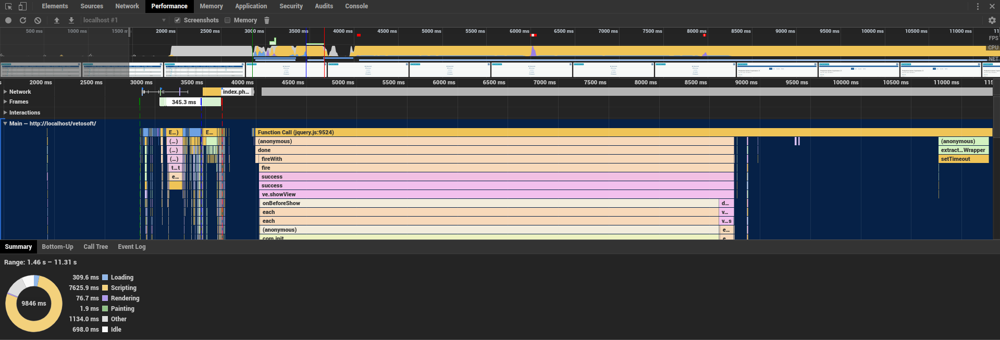 Elements Sources Network Performance Memory Application Security Audits Console
localhost #1 Screenshots Memory
500 ms 1000 ms 1500 m 2000 ms 2500 ms 3000 ms 3500 ms 4000 ms 4500 ms 5000 ms 5500 ms 6000 ms 6500 ms 7000 ms 7500 ms 8000 ms 8500 ms 9000 ms 9500 ms 10000 ms 10500 ms 11000 ms 11
FPS
CPU
NET
s 2000 ms 2500 ms 3000 ms 3500 ms 4000 ms 4500 ms 5000 ms 5500 ms 6000 ms 6500 ms 7000 ms 7500 ms 8000 ms 8500 ms 9000 ms 9500 ms 10000 ms 10500 ms 11000 ms 115
Network index.ph...
Frames 345.3 ms
Interactions
Main — http://localhost/vetosoft/
E...) E... Function Call (jquery.js:9524)
(...) (anonymous) (anonymous)
(...) done extract...Wrapper
(...) fireWith setTimeout
t...t fire
e... success
success
ve.showView
onBeforeShow d...
each v...
each v...s
(anonymous) e...
com.init e
Summary Bottom-Up Call Tree Event Log
Range: 1.46 s – 11.31 s
9846 ms
309.6 ms Loading
7625.9 ms Scripting
76.7 ms Rendering
1.9 ms Painting
1134.0 ms Other
698.0 ms Idle